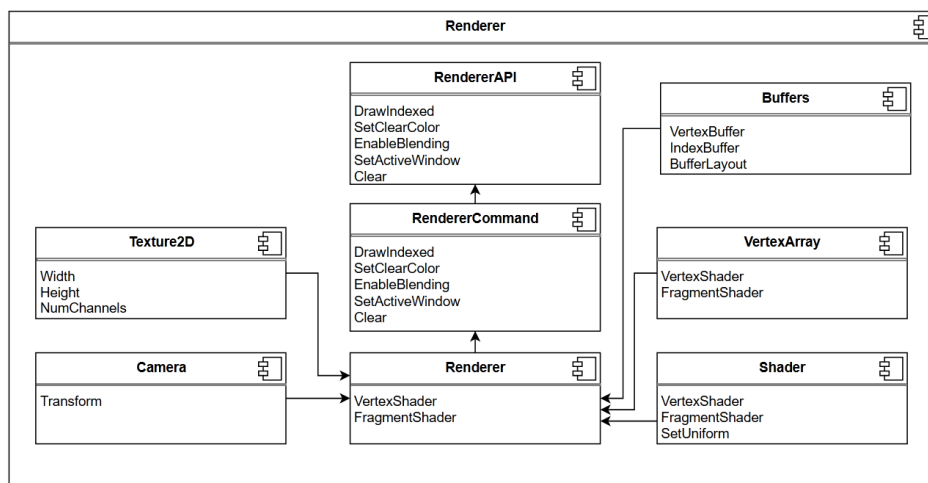 Renderer
RendererAPI
DrawIndexed
SetClearColor
EnableBlending
SetActiveWindow
Clear
Buffers
VertexBuffer
IndexBuffer
BufferLayout
RendererCommand
DrawIndexed
SetClearColor
EnableBlending
SetActiveWindow
Clear
Texture2D
Width
Height
NumChannels
VertexArray
VertexShader
FragmentShader
Camera
Transform
Renderer
VertexShader
FragmentShader
Shader
VertexShader
FragmentShader
SetUniform